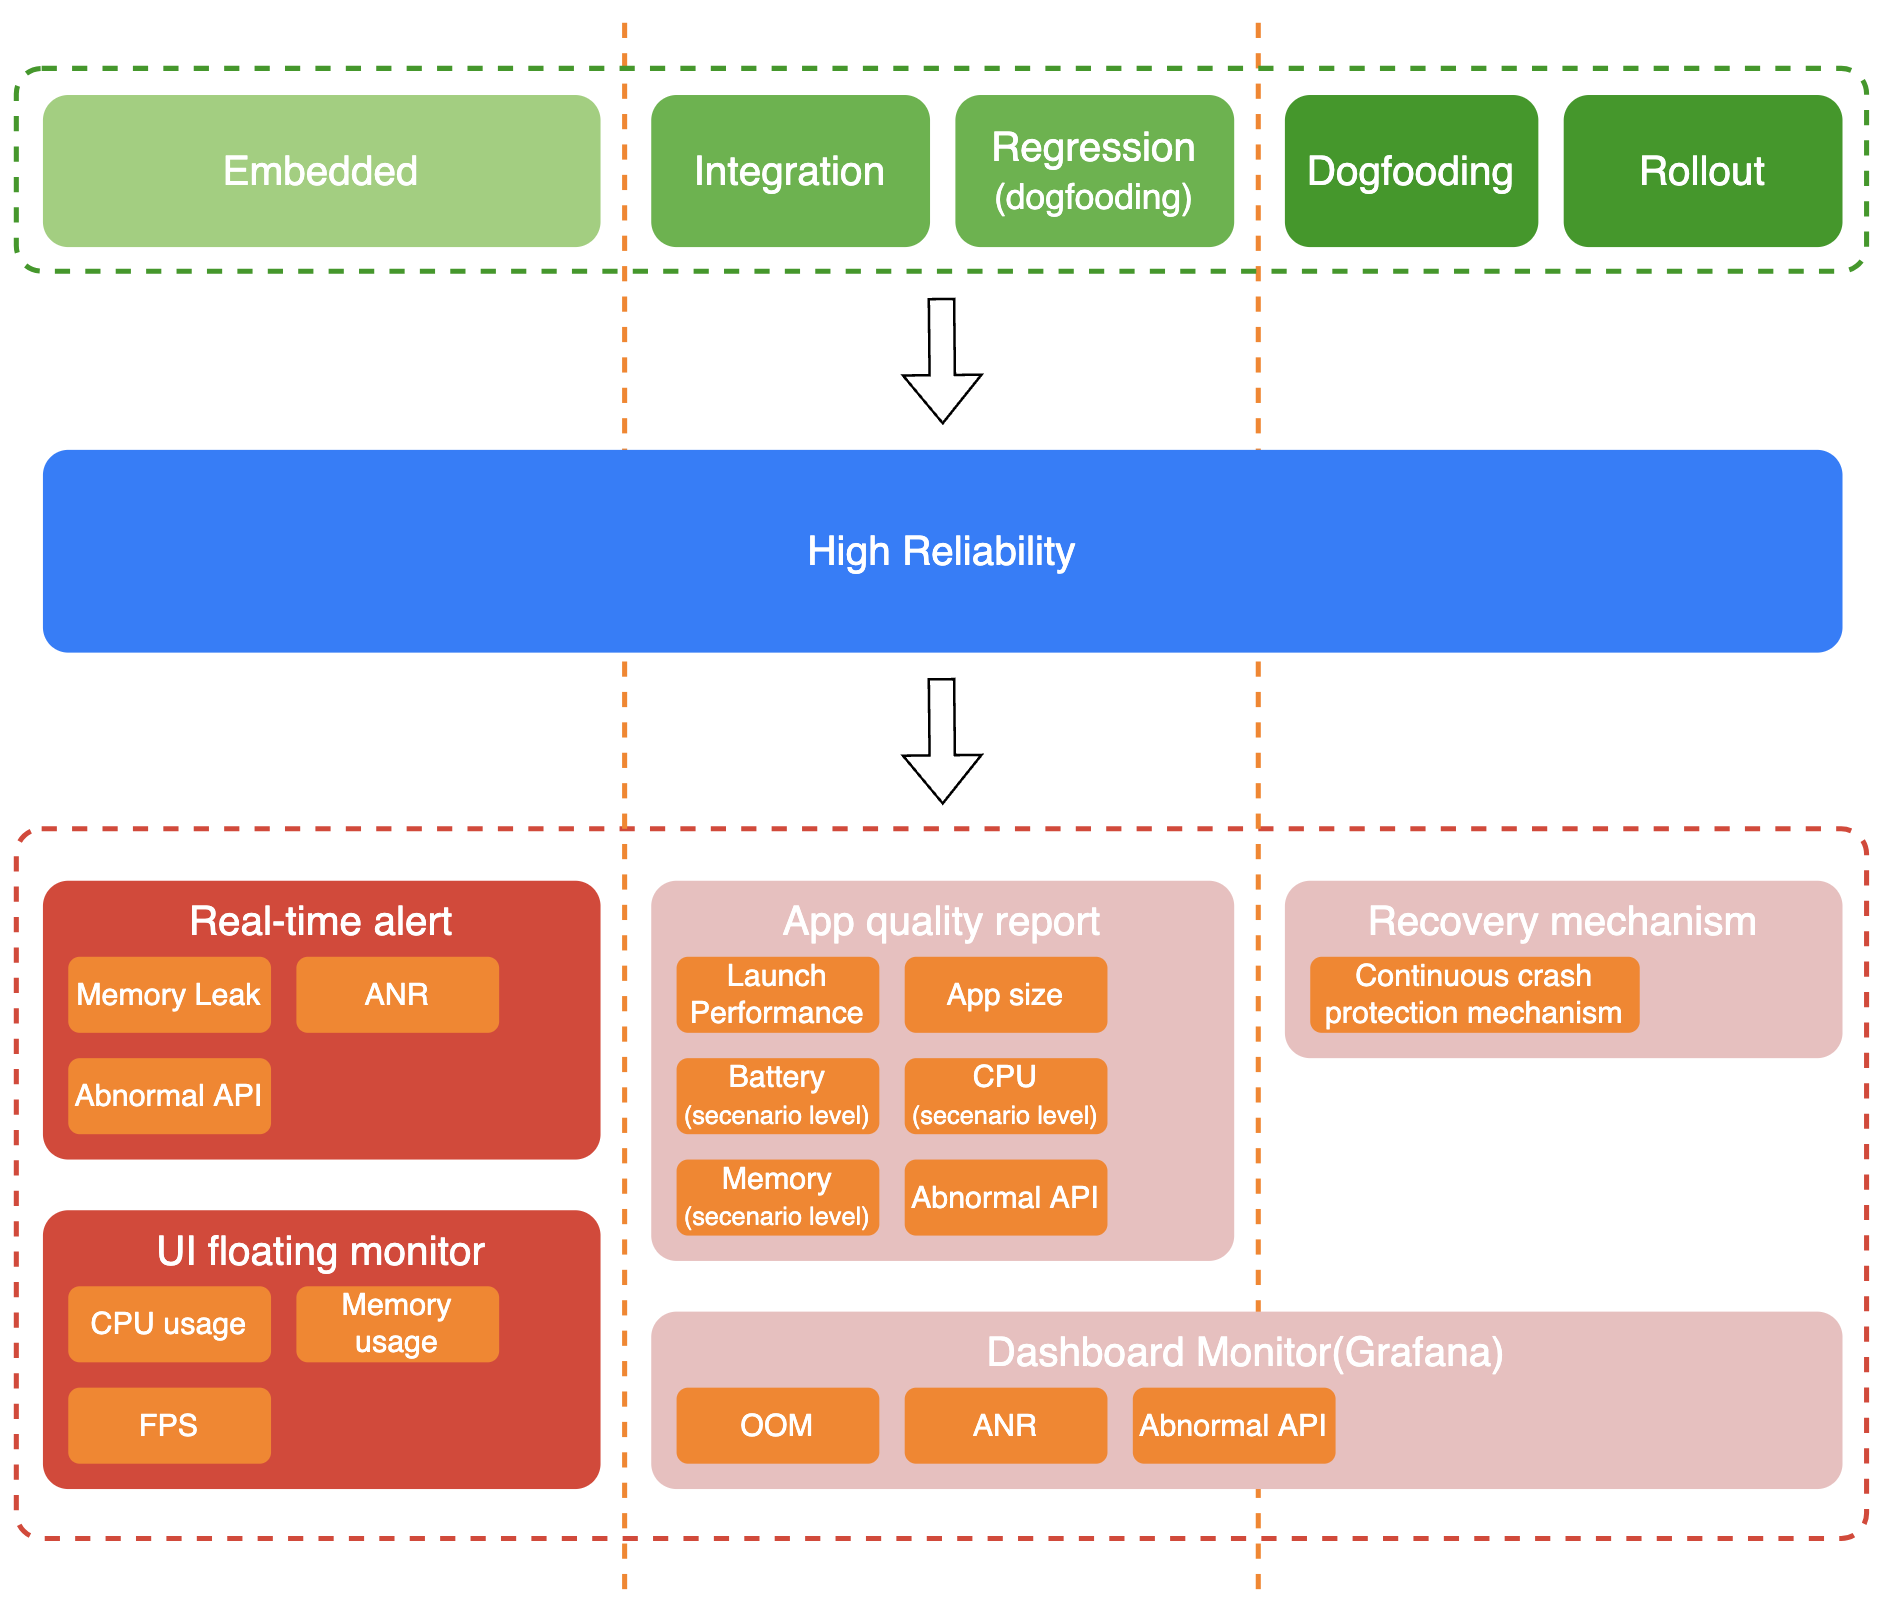 Embedded
Integration
Regression
(dogfooding)
Dogfooding
Rollout
High Reliability
Real-time alert
Memory Leak
ANR
Abnormal API
UI floating monitor
CPU usage
Memory
usage
FPS
App quality report
Launch
Performance
App size
Battery
(secenario level)
CPU
(secenario level)
Memory
(secenario level)
Abnormal API
Recovery mechanism
Continuous crash
protection mechanism
Dashboard Monitor(Grafana)
OOM
ANR
Abnormal API